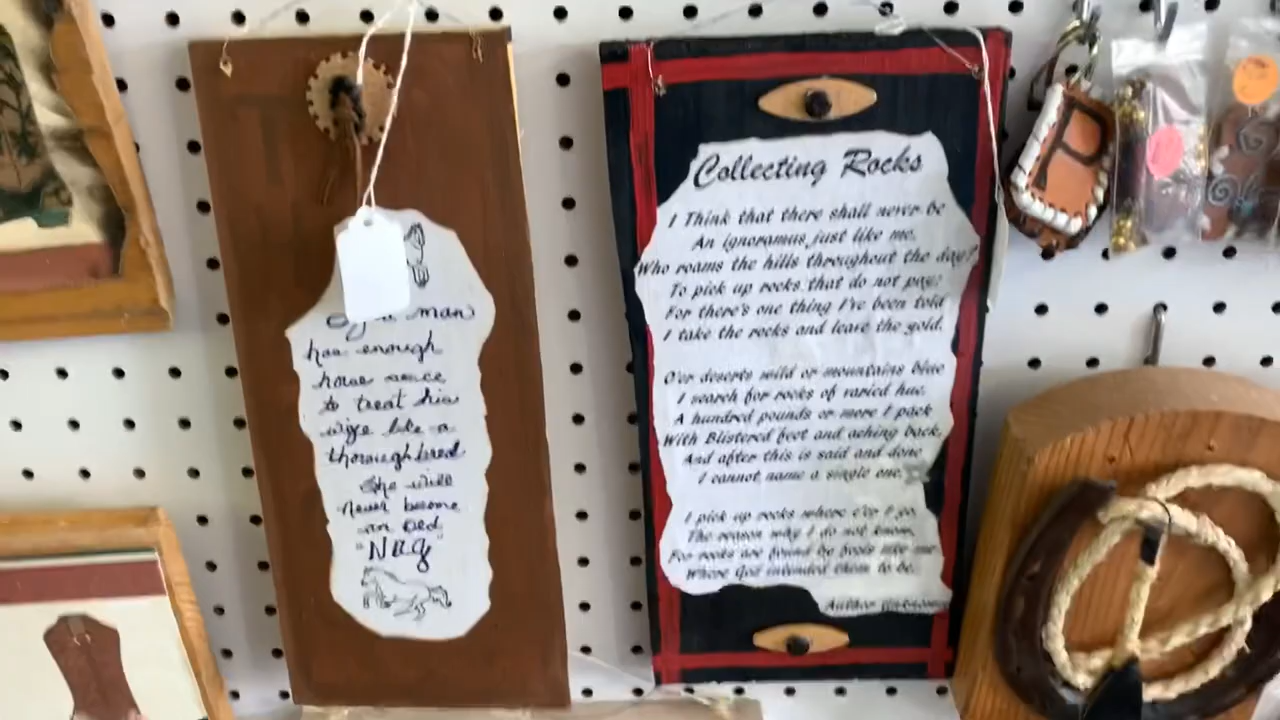 If a man
has enough
horse sence
to treat his
wife like a
thoroughbred
She will
never become
an old
"NAG"
Collecting Rocks
I Think that there shall never be
An ignoramus just like me.
Who roams the hills throughout the day?
To pick up rocks that do not pay;
For there's one thing I've been told
I take the rocks and leave the gold.
O'er deserts wild or mountains blue
I search for rocks of varied hue.
A hundred pounds or more I pack
With Blistered feet and aching back;
And after this is said and done
I cannot name a single one.
I pick up rocks where e'er I go,
The reason why I do not know,
For rocks are found by fools like me
Where God intended them to be.
Author Unknown
P